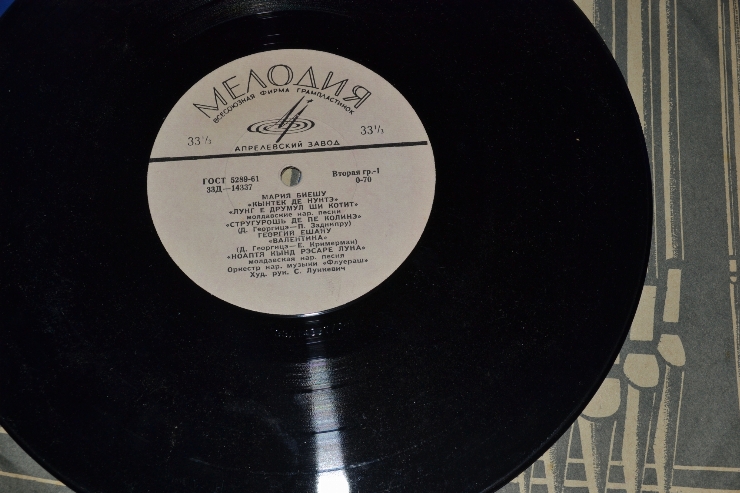 МЕЛОДИЯ
ВСЕСОЮЗНАЯ ФИРМА ГРАМПЛАСТИНОК
33⅓ 33⅓
АПРЕЛЕВСКИЙ ЗАВОД
ГОСТ 5289-61 Вторая гр.-1
33Д—14337 0-70
МАРИЯ БИЕШУ
«КЫНТЕК ДЕ НУНТЭ»
«ЛУНГ Е ДРУМУЛ ШИ КОТИТ»
молдавские нар. песни
«СТРУГУРОШЬ ДЕ ПЕ КОЛИНЭ»
(Д. Георгицэ—П. Заднипру)
ГЕОРГИЙ ЕШАНУ
«ВАЛЕНТИНА»
(Д. Георгицэ—Е. Кримерман)
«НОАПТЯ КЫНД РЭСАРЕ ЛУНА»
молдавская нар. песня
Оркестр нар. музыки «Флуераш»
Худ. рук. С. Лункевич